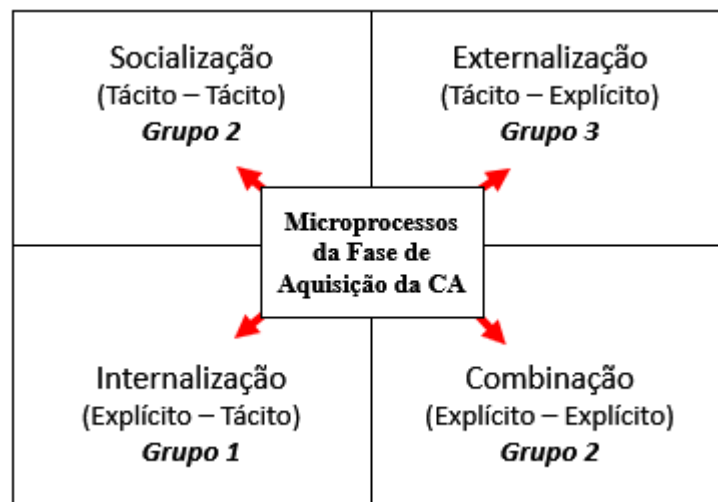 Socialização
(Tácito – Tácito)
Grupo 2
Externalização
(Tácito – Explícito)
Grupo 3
Microprocessos
da Fase de
Aquisição da CA
Internalização
(Explícito – Tácito)
Grupo 1
Combinação
(Explícito – Explícito)
Grupo 2